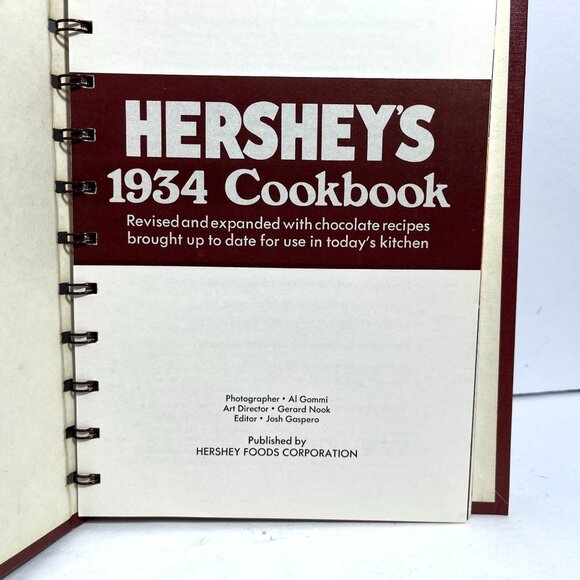 HERSHEY'S
1934 Cookbook
Revised and expanded with chocolate recipes
brought up to date for use in today's kitchen
Photographer • Al Gommi
Art Director • Gerard Nook
Editor • Josh Gaspero
Published by
HERSHEY FOODS CORPORATION